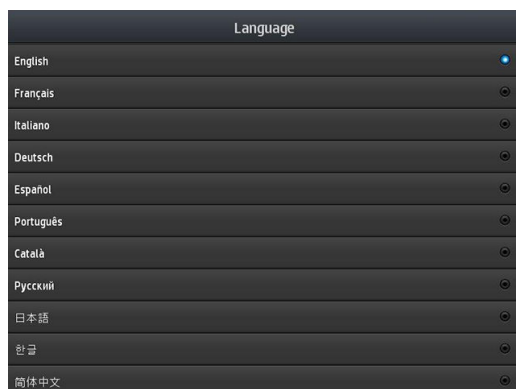 Language
English
Français
Italiano
Deutsch
Español
Português
Català
Русский
日本語
한글
简体中文